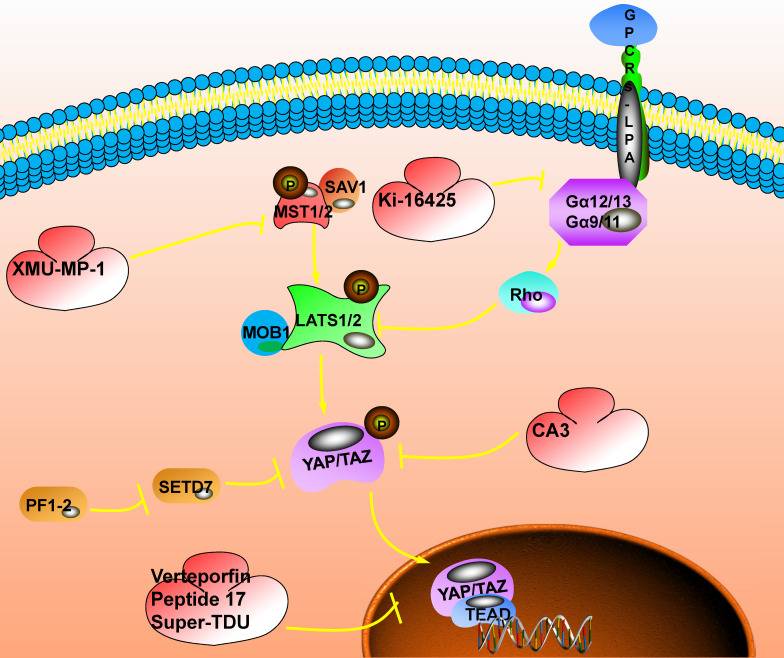 G
P
C
R
s
-
L
P
A
P
SAV1
MST1/2
Ki-16425
Gα12/13
Gα9/11
XMU-MP-1
P
Rho
LATS1/2
MOB1
P
CA3
YAP/TAZ
SETD7
PF1-2
Verteporfin
Peptide 17
Super-TDU
YAP/TAZ
TEAD